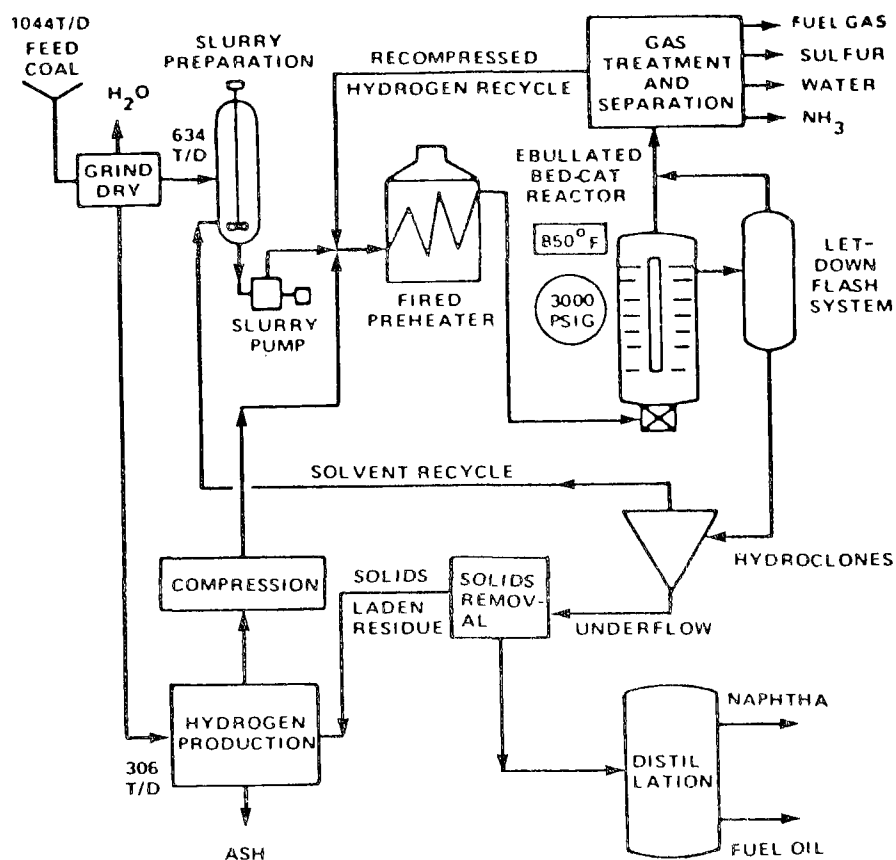 1044T/D
FEED
COAL
SLURRY
PREPARATION
H2O
634
T/D
GRIND
DRY
RECOMPRESSED
HYDROGEN RECYCLE
GAS
TREATMENT
AND
SEPARATION
FUEL GAS
SULFUR
WATER
NH3
EBULLATED
BED-CAT
REACTOR
850°F
3000
PSIG
LET-
DOWN
FLASH
SYSTEM
FIRED
PREHEATER
SLURRY
PUMP
SOLVENT RECYCLE
HYDROCLONES
COMPRESSION
SOLIDS
LADEN
RESIDUE
SOLIDS
REMOV-
AL
UNDERFLOW
HYDROGEN
PRODUCTION
306
T/D
ASH
DISTIL
LATION
NAPHTHA
FUEL OIL